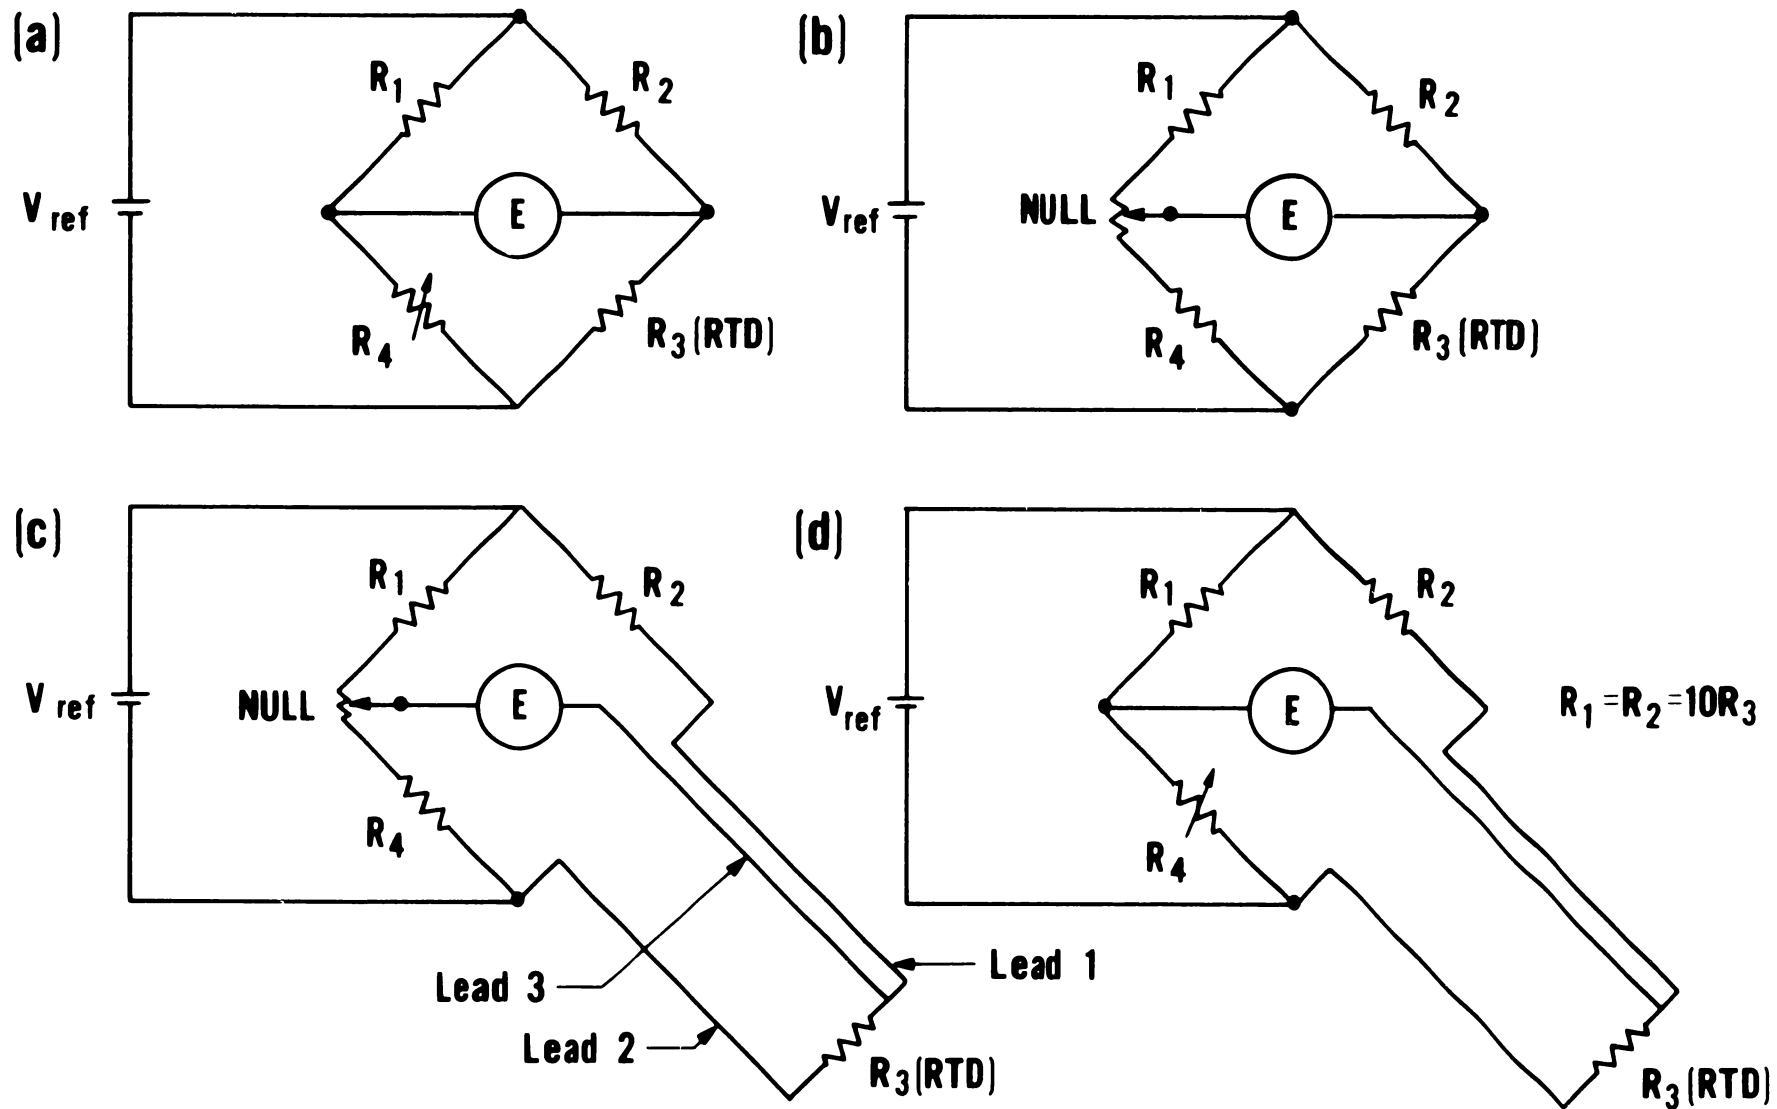 (a)
R1
R2
Vref
E
R4
R3(RTD)
(b)
R1
R2
Vref
NULL
E
R4
R3(RTD)
(c)
R1
R2
Vref
NULL
E
R4
Lead 3
Lead 1
Lead 2
R3(RTD)
(d)
R1
R2
Vref
E
R1=R2=10R3
R4
R3(RTD)